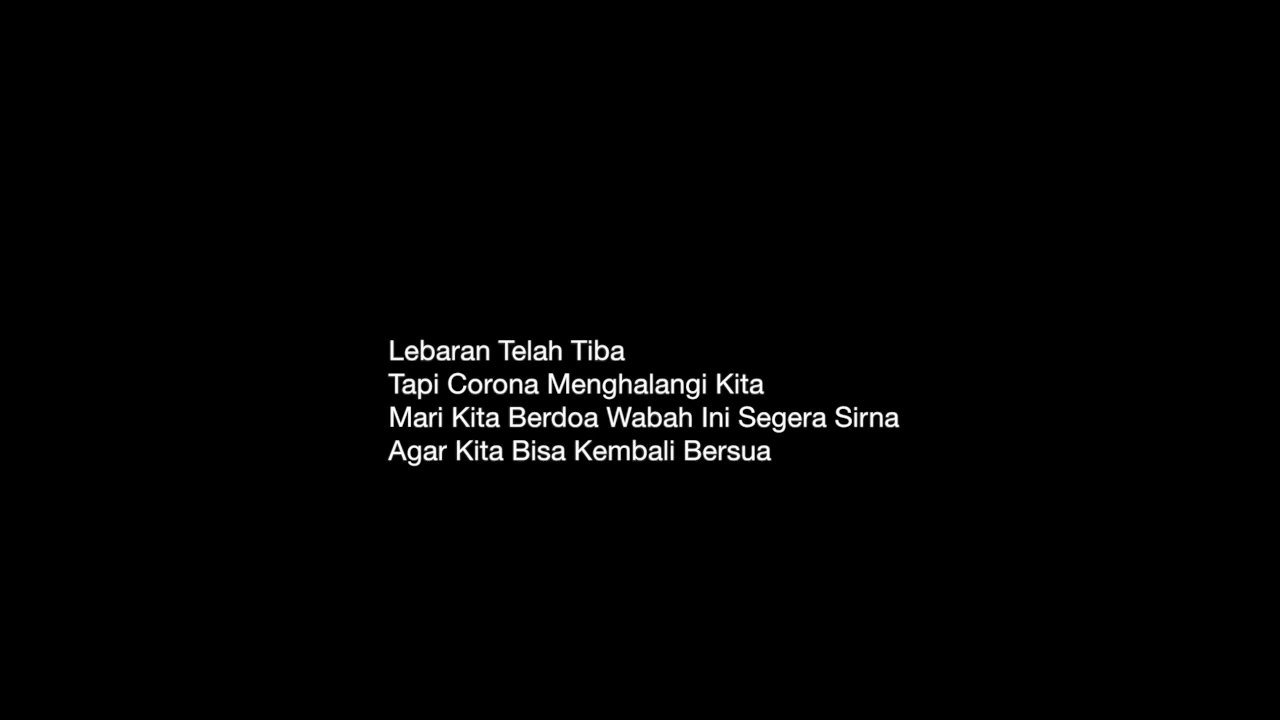 Lebaran Telah Tiba
Tapi Corona Menghalangi Kita
Mari Kita Berdoa Wabah Ini Segera Sirna
Agar Kita Bisa Kembali Bersua